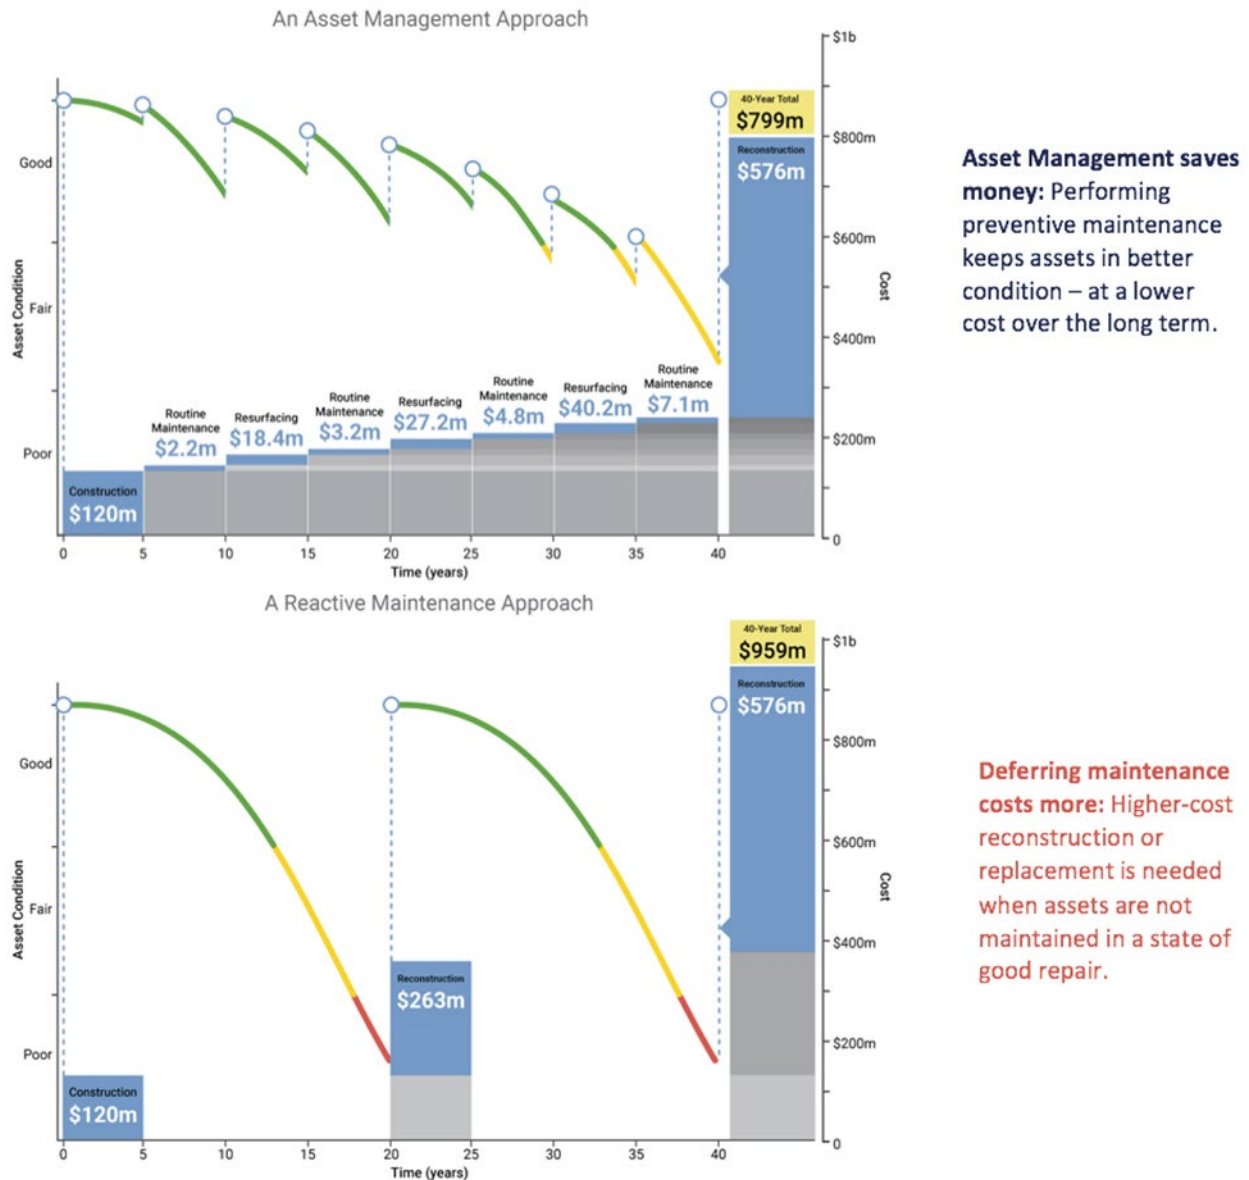 An Asset Management Approach
$1b
40-Year Total
$799m
$800m
Reconstruction
$576m
Good
$600m
Asset Condition
Cost
Fair
$400m
Routine
Maintenance
$2.2m
Resurfacing
$18.4m
Routine
Maintenance
$3.2m
Resurfacing
$27.2m
Routine
Maintenance
$4.8m
Resurfacing
$40.2m
Routine
Maintenance
$7.1m
$200m
Poor
Construction
$120m
0
0 5 10 15 20 25 30 35 40
Time (years)
Asset Management saves
money: Performing
preventive maintenance
keeps assets in better
condition – at a lower
cost over the long term.
A Reactive Maintenance Approach
40-Year Total
$959m
$1b
Reconstruction
$576m
Good
$800m
$600m
Asset Condition
Cost
Fair
$400m
Reconstruction
$263m
Poor
$200m
Construction
$120m
0
0 5 10 15 20 25 30 35 40
Time (years)
Deferring maintenance
costs more: Higher-cost
reconstruction or
replacement is needed
when assets are not
maintained in a state of
good repair.